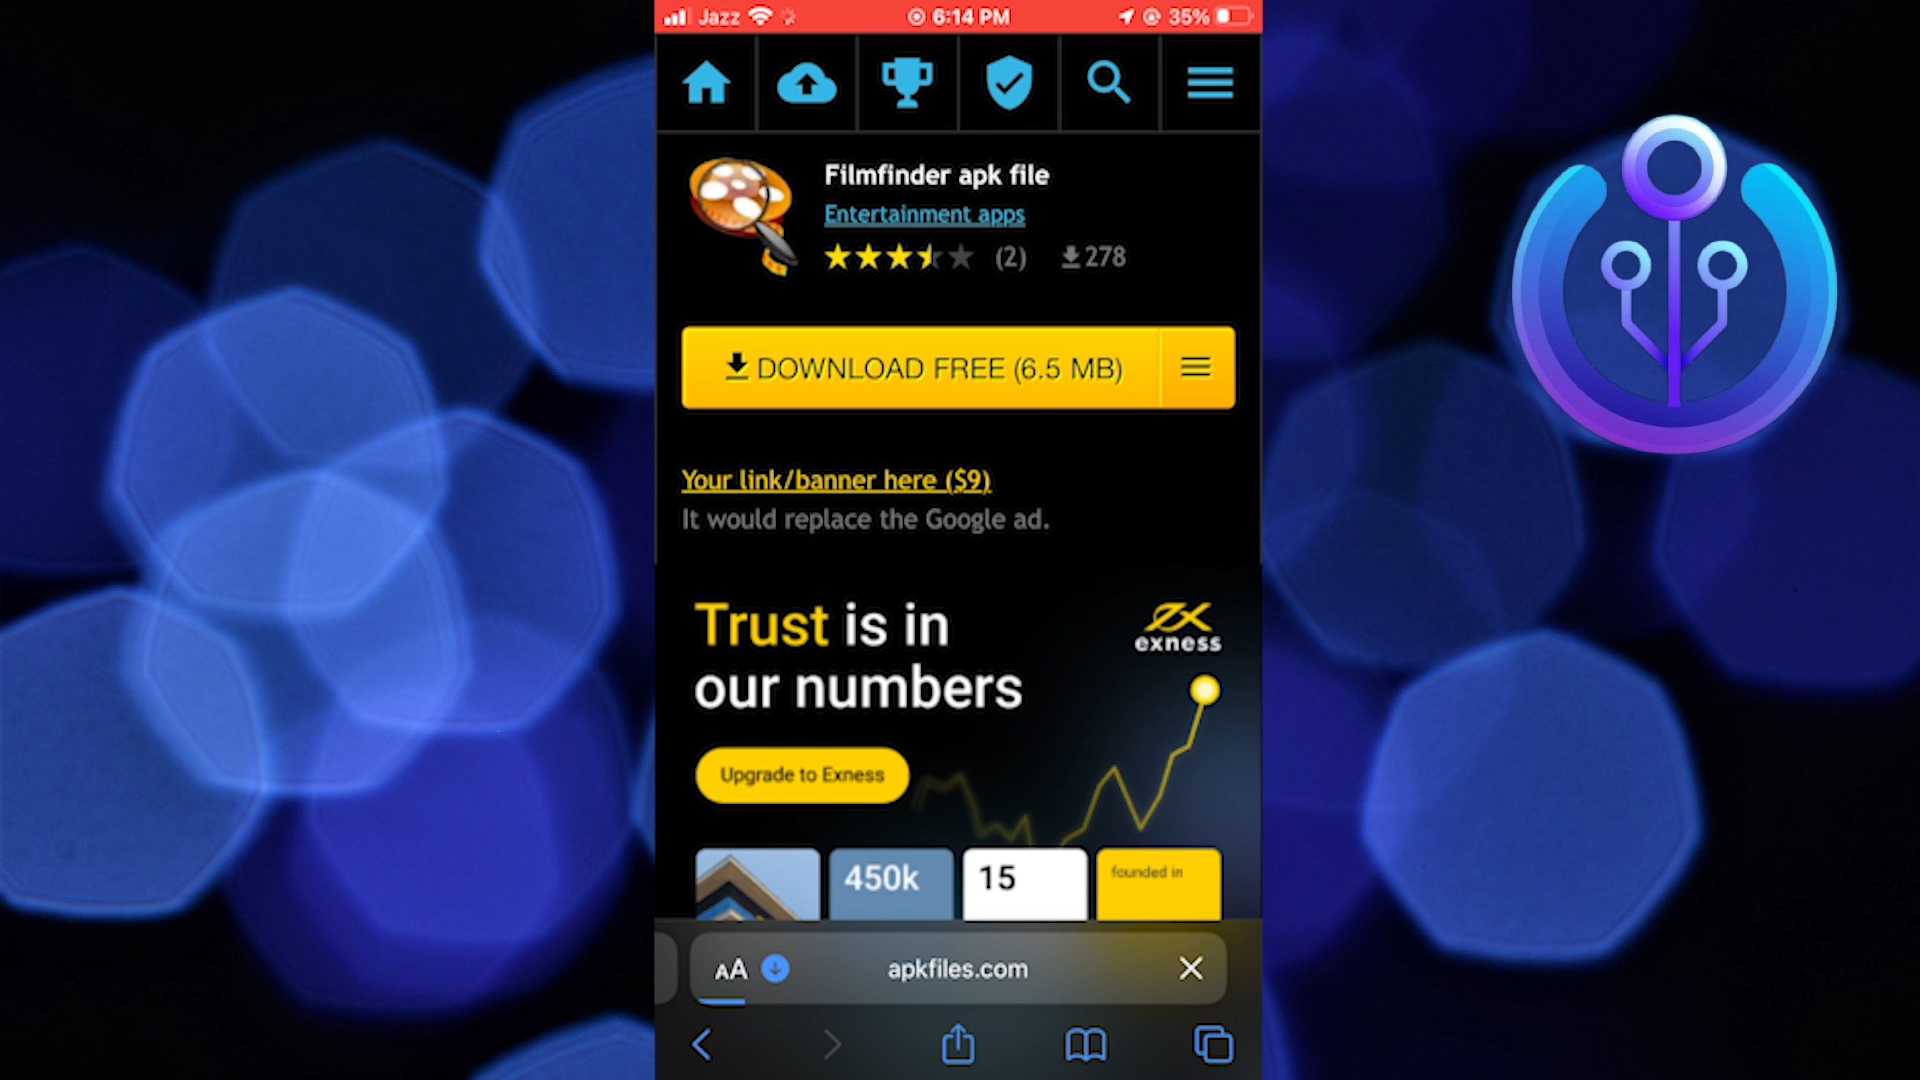 Jazz 6:14 PM 35%
Filmfinder apk file
Entertainment apps
(2) 278
DOWNLOAD FREE (6.5 MB)
Your link/banner here ($9)
It would replace the Google ad.
Trust is in
our numbers
exness
Upgrade to Exness
450k
15
founded in
AA apkfiles.com